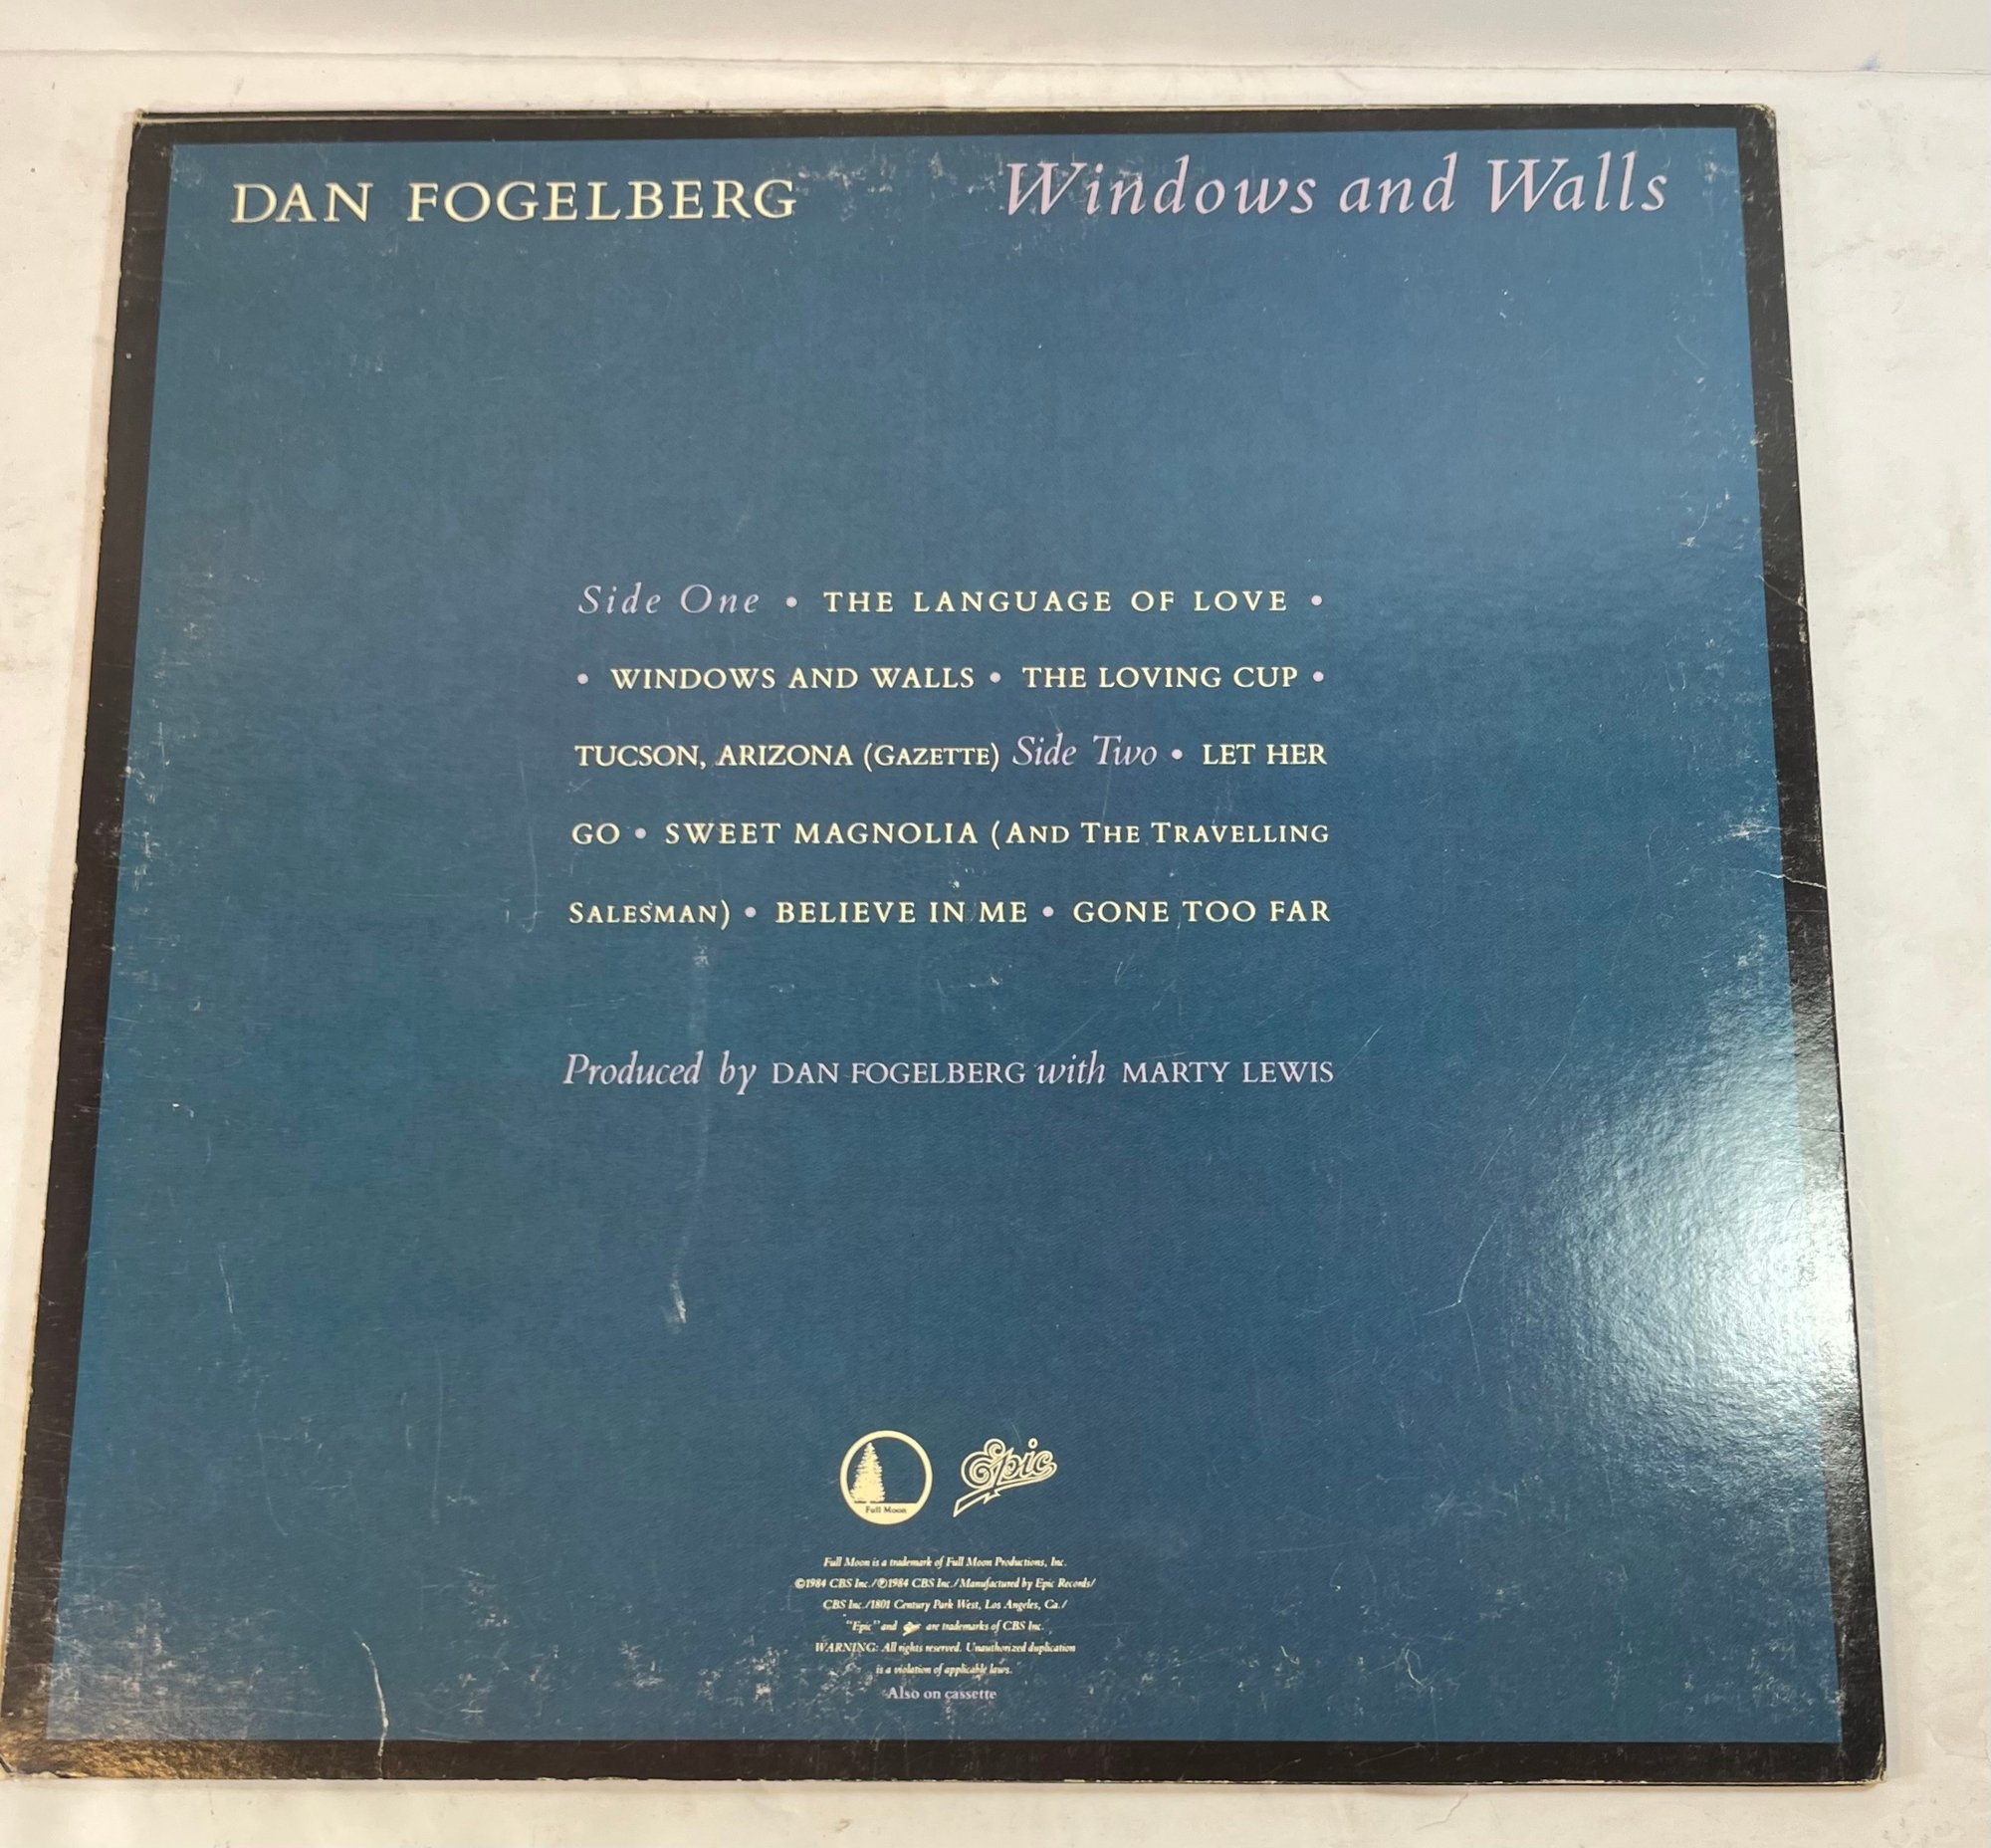 DAN FOGELBERG Windows and Walls
Side One • THE LANGUAGE OF LOVE •
• WINDOWS AND WALLS • THE LOVING CUP •
TUCSON, ARIZONA (GAZETTE) Side Two • LET HER
GO • SWEET MAGNOLIA (AND THE TRAVELLING
SALESMAN) • BELIEVE IN ME • GONE TOO FAR
Produced by DAN FOGELBERG with MARTY LEWIS
Full Moon
Epic
Full Moon is a trademark of Full Moon Productions, Inc.
©1984 CBS Inc./℗1984 CBS Inc./Manufactured by Epic Records/
CBS Inc./1801 Century Park West, Los Angeles, Ca./
"Epic" and Epic are trademarks of CBS Inc.
WARNING: All rights reserved. Unauthorized duplication
is a violation of applicable laws.
Also on cassette